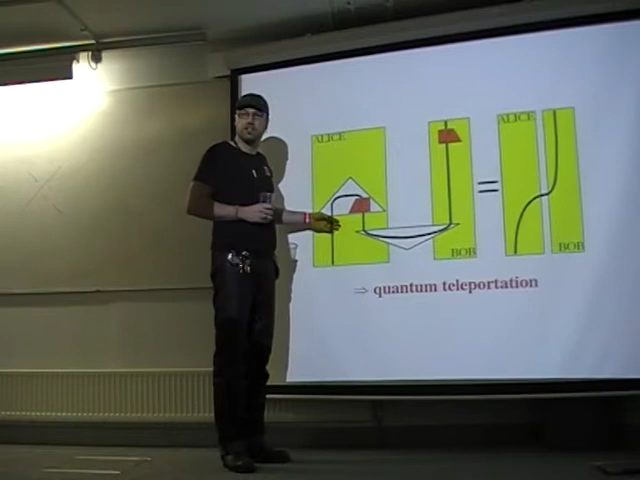 ALICE
BOB
=
ALICE
BOB
⇒ quantum teleportation